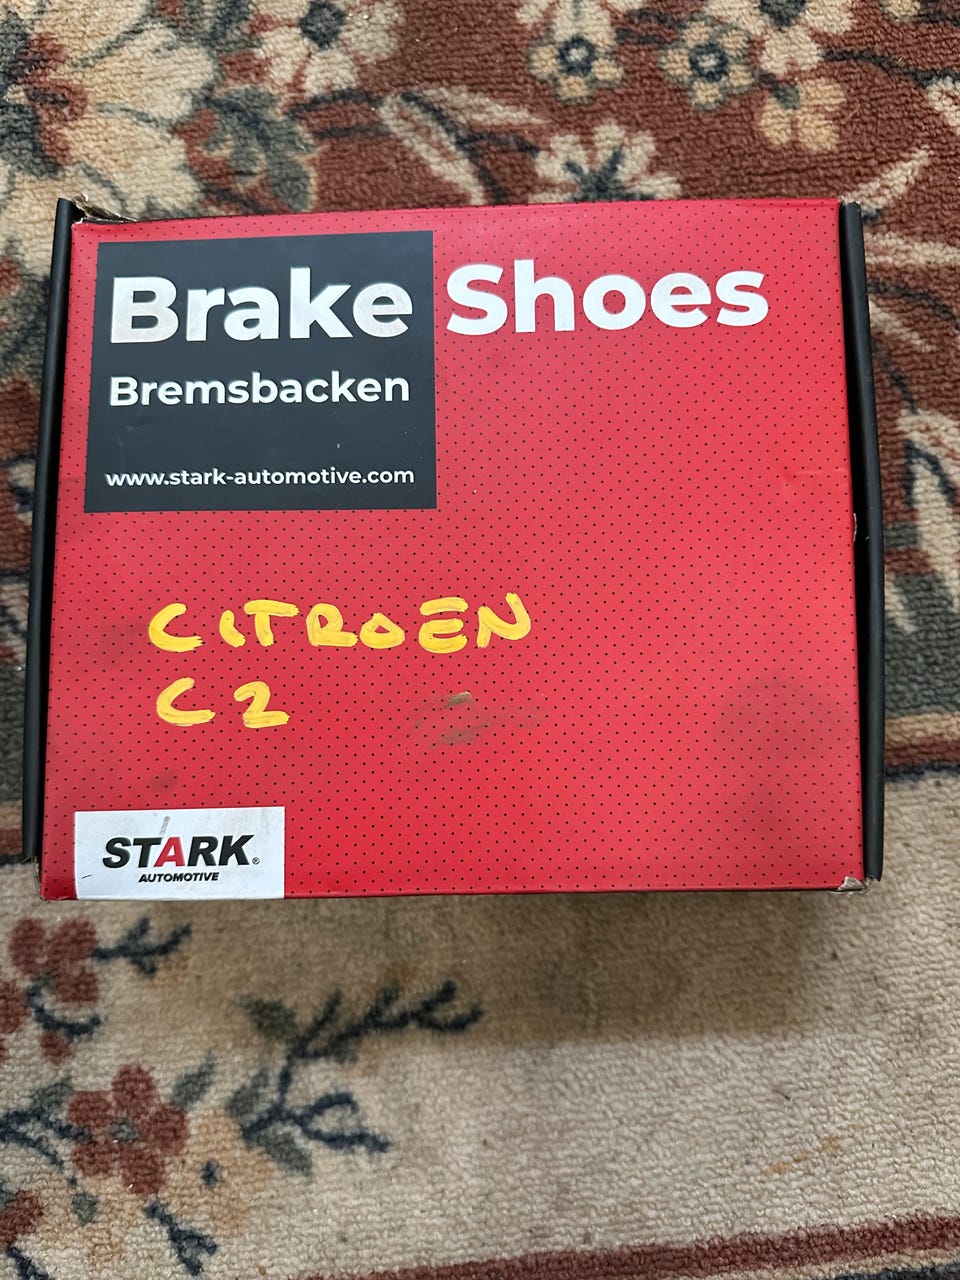 Brake Shoes
Bremsbacken
www.stark-automotive.com
CITROEN
C2
STARK®
AUTOMOTIVE